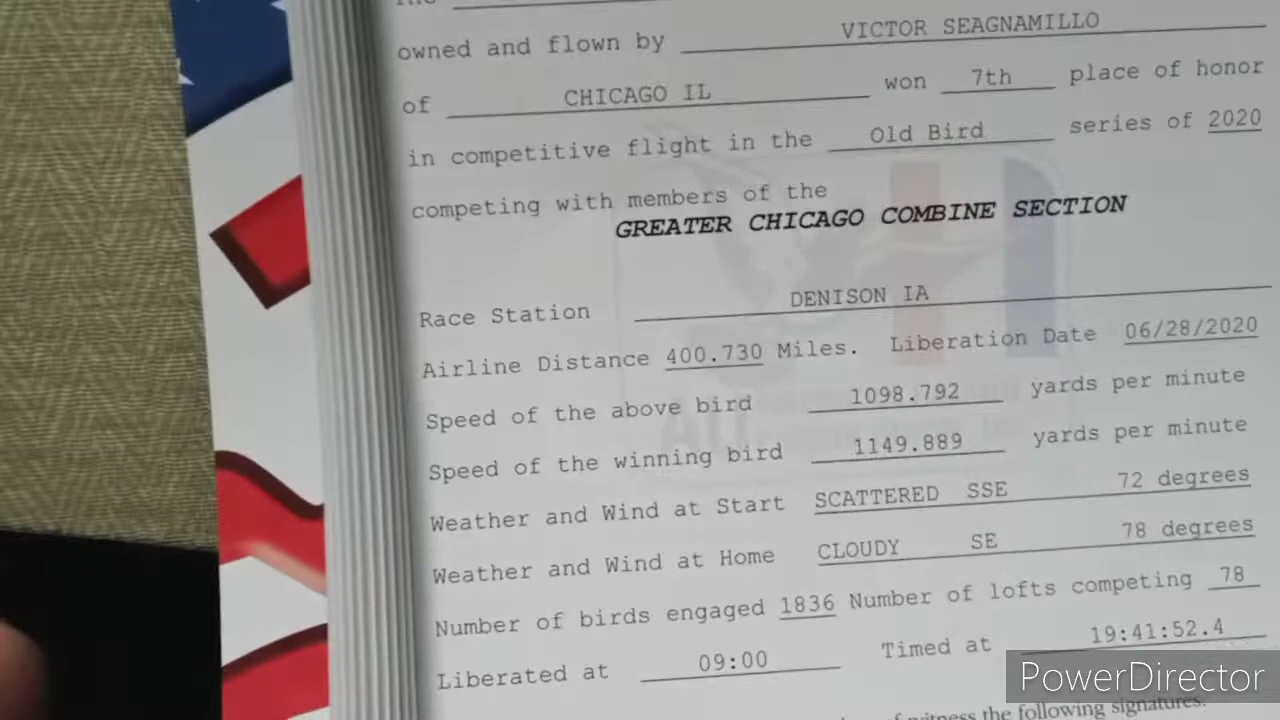 owned and flown by VICTOR SEAGNAMILLO
of CHICAGO IL won 7th place of honor
in competitive flight in the Old Bird series of 2020
competing with members of the
GREATER CHICAGO COMBINE SECTION
Race Station DENISON IA
Airline Distance 400.730 Miles. Liberation Date 06/28/2020
Speed of the above bird 1098.792 yards per minute
Speed of the winning bird 1149.889 yards per minute
Weather and Wind at Start SCATTERED SSE 72 degrees
Weather and Wind at Home CLOUDY SE 78 degrees
Number of birds engaged 1836 Number of lofts competing 78
Liberated at 09:00 Timed at 19:41:52.4
PowerDirector
witness the following signatures.